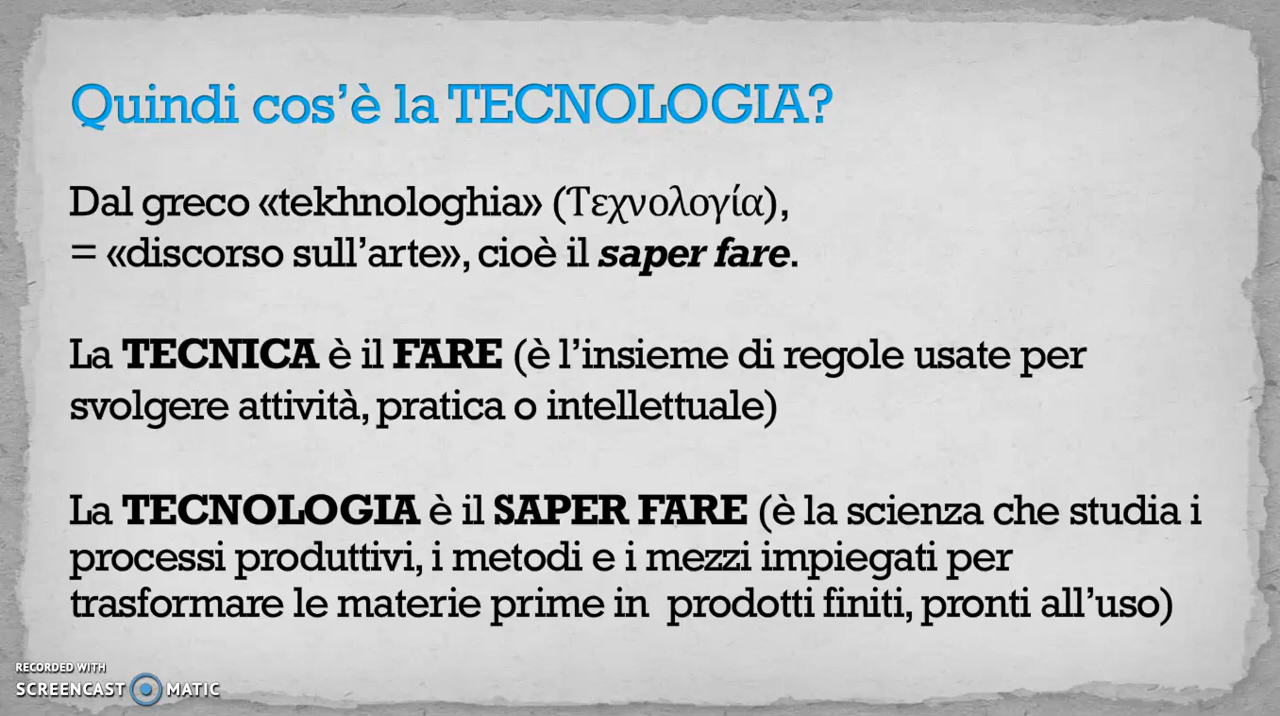 Quindi cos’è la TECNOLOGIA?
Dal greco «tekhnologhia» (Τεχνολογία),
= «discorso sull’arte», cioè il saper fare.
La TECNICA è il FARE (è l’insieme di regole usate per
svolgere attività, pratica o intellettuale)
La TECNOLOGIA è il SAPER FARE (è la scienza che studia i
processi produttivi, i metodi e i mezzi impiegati per
trasformare le materie prime in prodotti finiti, pronti all’uso)
RECORDED WITH
SCREENCAST MATIC